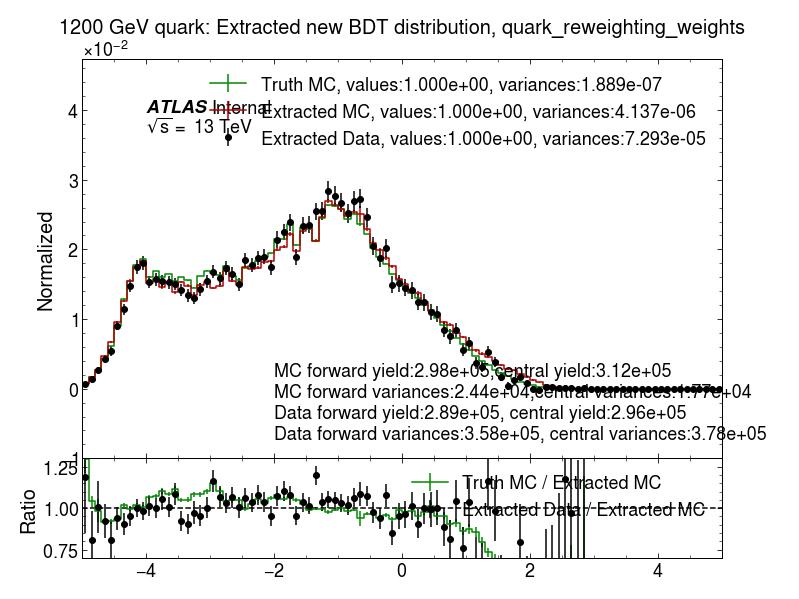 1200 GeV quark: Extracted new BDT distribution, quark_reweighting_weights
×10⁻²
Truth MC, values:1.000e+00, variances:1.889e-07
ATLAS Internal
Extracted MC, values:1.000e+00, variances:4.137e-06
√s = 13 TeV
Extracted Data, values:1.000e+00, variances:7.293e-05
4
3
2
1
0
1
Normalized
MC forward yield:2.98e+05, central yield:3.12e+05
MC forward variances:2.44e+04,central variances:1.77e+04
Data forward yield:2.89e+05, central yield:2.96e+05
Data forward variances:3.58e+05, central variances:3.78e+05
1.25
1.00
0.75
Ratio
Truth MC / Extracted MC
Extracted Data / Extracted MC
−4 −2 0 2 4